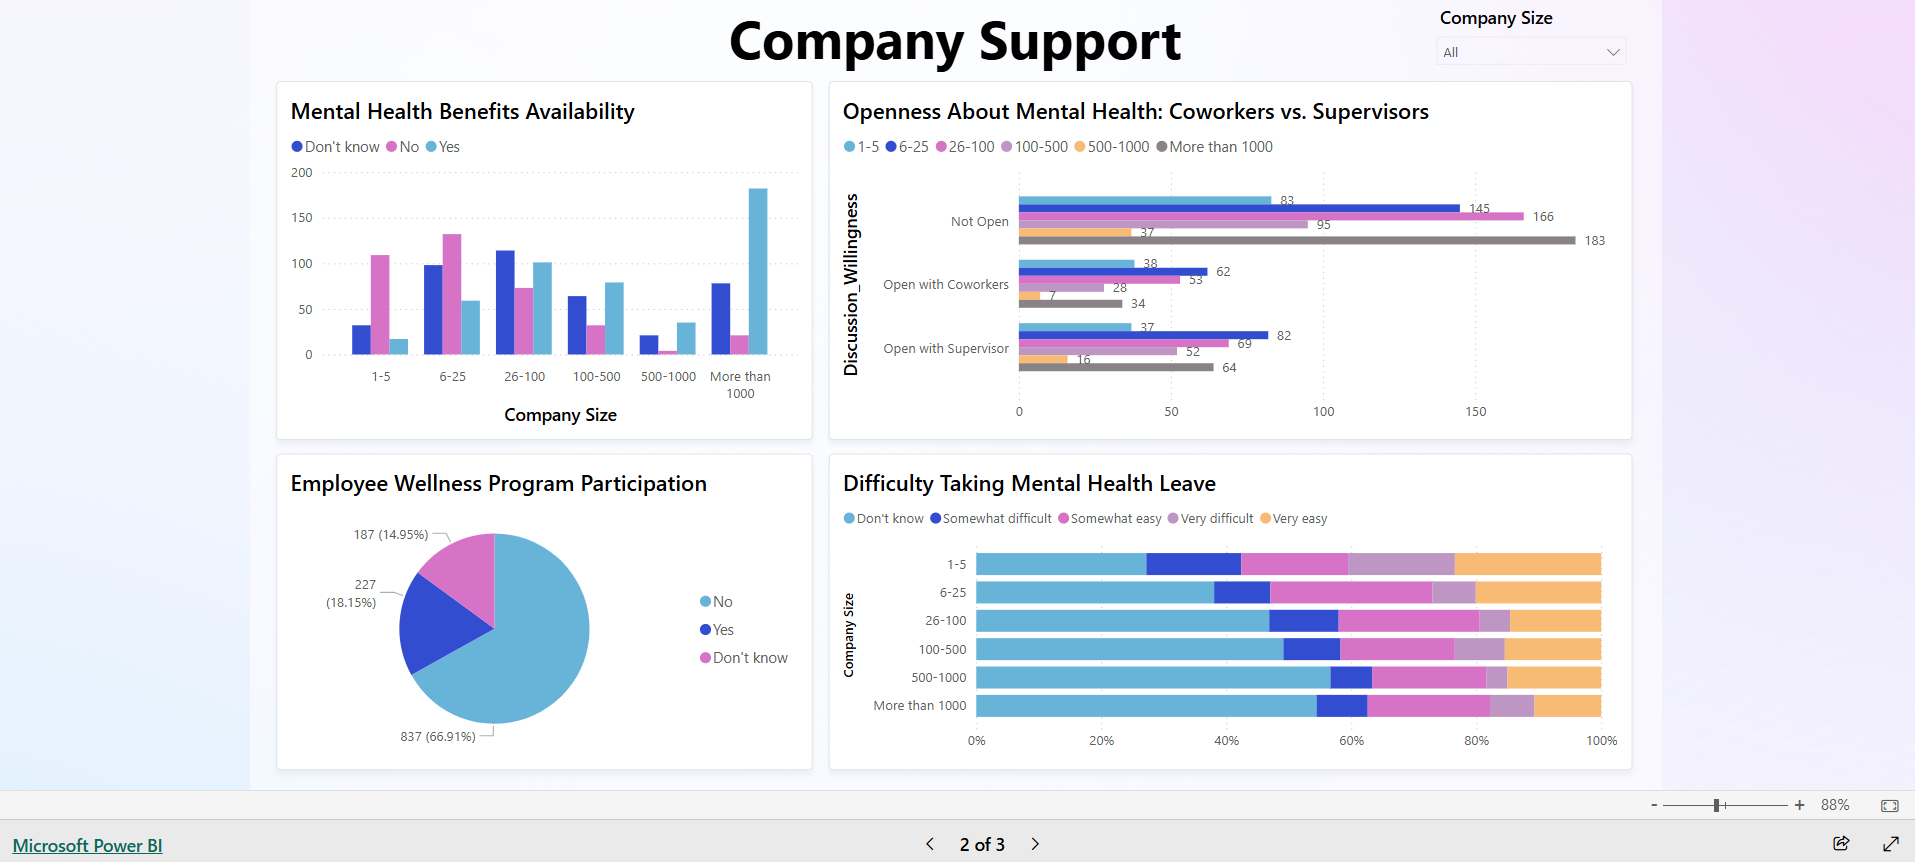 Company Support
Company Size
All
Mental Health Benefits Availability
Don't know No Yes
200
150
100
50
0
1-5 6-25 26-100 100-500 500-1000 More than
1000
Company Size
Openness About Mental Health: Coworkers vs. Supervisors
1-5 6-25 26-100 100-500 500-1000 More than 1000
Discussion_Willingness
Not Open
83
145
166
95
37
183
Open with Coworkers
38
62
53
28
7
34
Open with Supervisor
37
82
69
52
16
64
0 50 100 150
Employee Wellness Program Participation
187 (14.95%)
227
(18.15%)
837 (66.91%)
No
Yes
Don't know
Difficulty Taking Mental Health Leave
Don't know Somewhat difficult Somewhat easy Very difficult Very easy
Company Size
1-5
6-25
26-100
100-500
500-1000
More than 1000
0% 20% 40% 60% 80% 100%
- + 88%
Microsoft Power BI
2 of 3